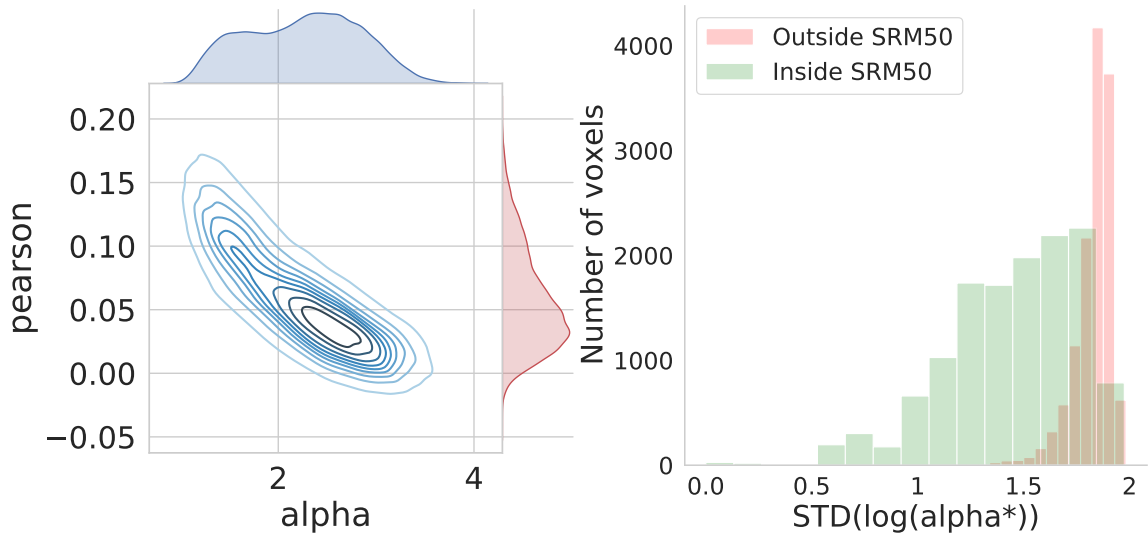 0.20
0.15
0.10
0.05
0.00
−0.05
pearson
2 4
alpha
Outside SRM50
Inside SRM50
4000
3000
2000
1000
0
Number of voxels
0.0 0.5 1 1.5 2
STD(log(alpha*))